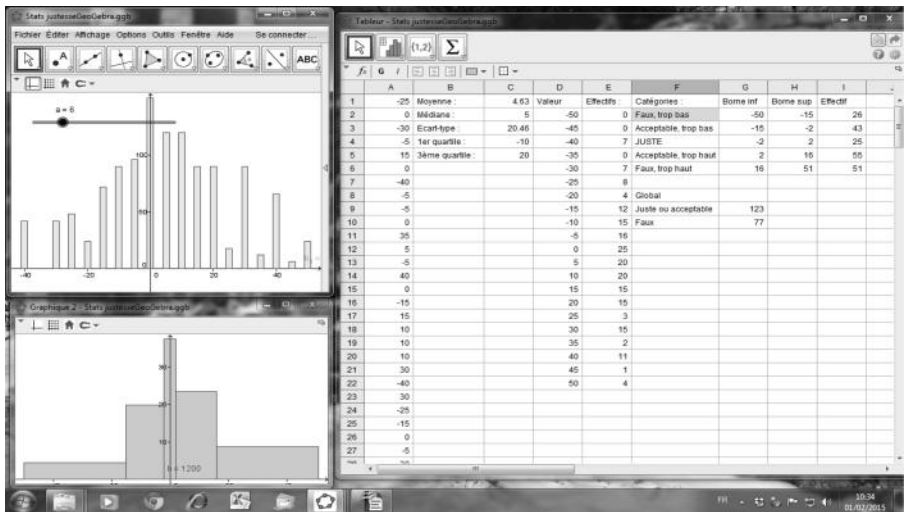 Stats justesseGeoGebra.ggb
Fichier Éditer Affichage Options Outils Fenêtre Aide Se connecter ...
ABC
a = 6
100
50
0
-40 -20 0 20 40
Graphique 2 - Stats justesseGeoGebra.ggb
30
20
10
= 1200
Tableur - Stats justesseGeoGebra.ggb
{1,2} Σ
fx G I
A B C D E F G H I
1 -25 Moyenne : 4.63 Valeur Effectifs : Catégories : Borne inf Borne sup Effectif
2 0 Médiane : 5 -50 0 Faux, trop bas -50 -15 26
3 -30 Ecart-type : 20.46 -45 0 Acceptable, trop bas -15 -2 43
4 -5 1er quartile : -10 -40 7 JUSTE -2 2 25
5 15 3ème quartile : 20 -35 0 Acceptable, trop haut 2 16 55
6 0 -30 7 Faux, trop haut 16 51 51
7 -40 -25 8
8 -5 -20 4 Global
9 -5 -15 12 Juste ou acceptable 123
10 0 -10 15 Faux 77
11 35 -5 16
12 5 0 25
13 -5 5 20
14 40 10 20
15 0 15 15
16 -15 20 15
17 15 25 3
18 10 30 15
19 10 35 2
20 10 40 11
21 30 45 1
22 -40 50 4
23 30
24 -25
25 -15
26 0
27 -5
FR 10:34
01/02/2015